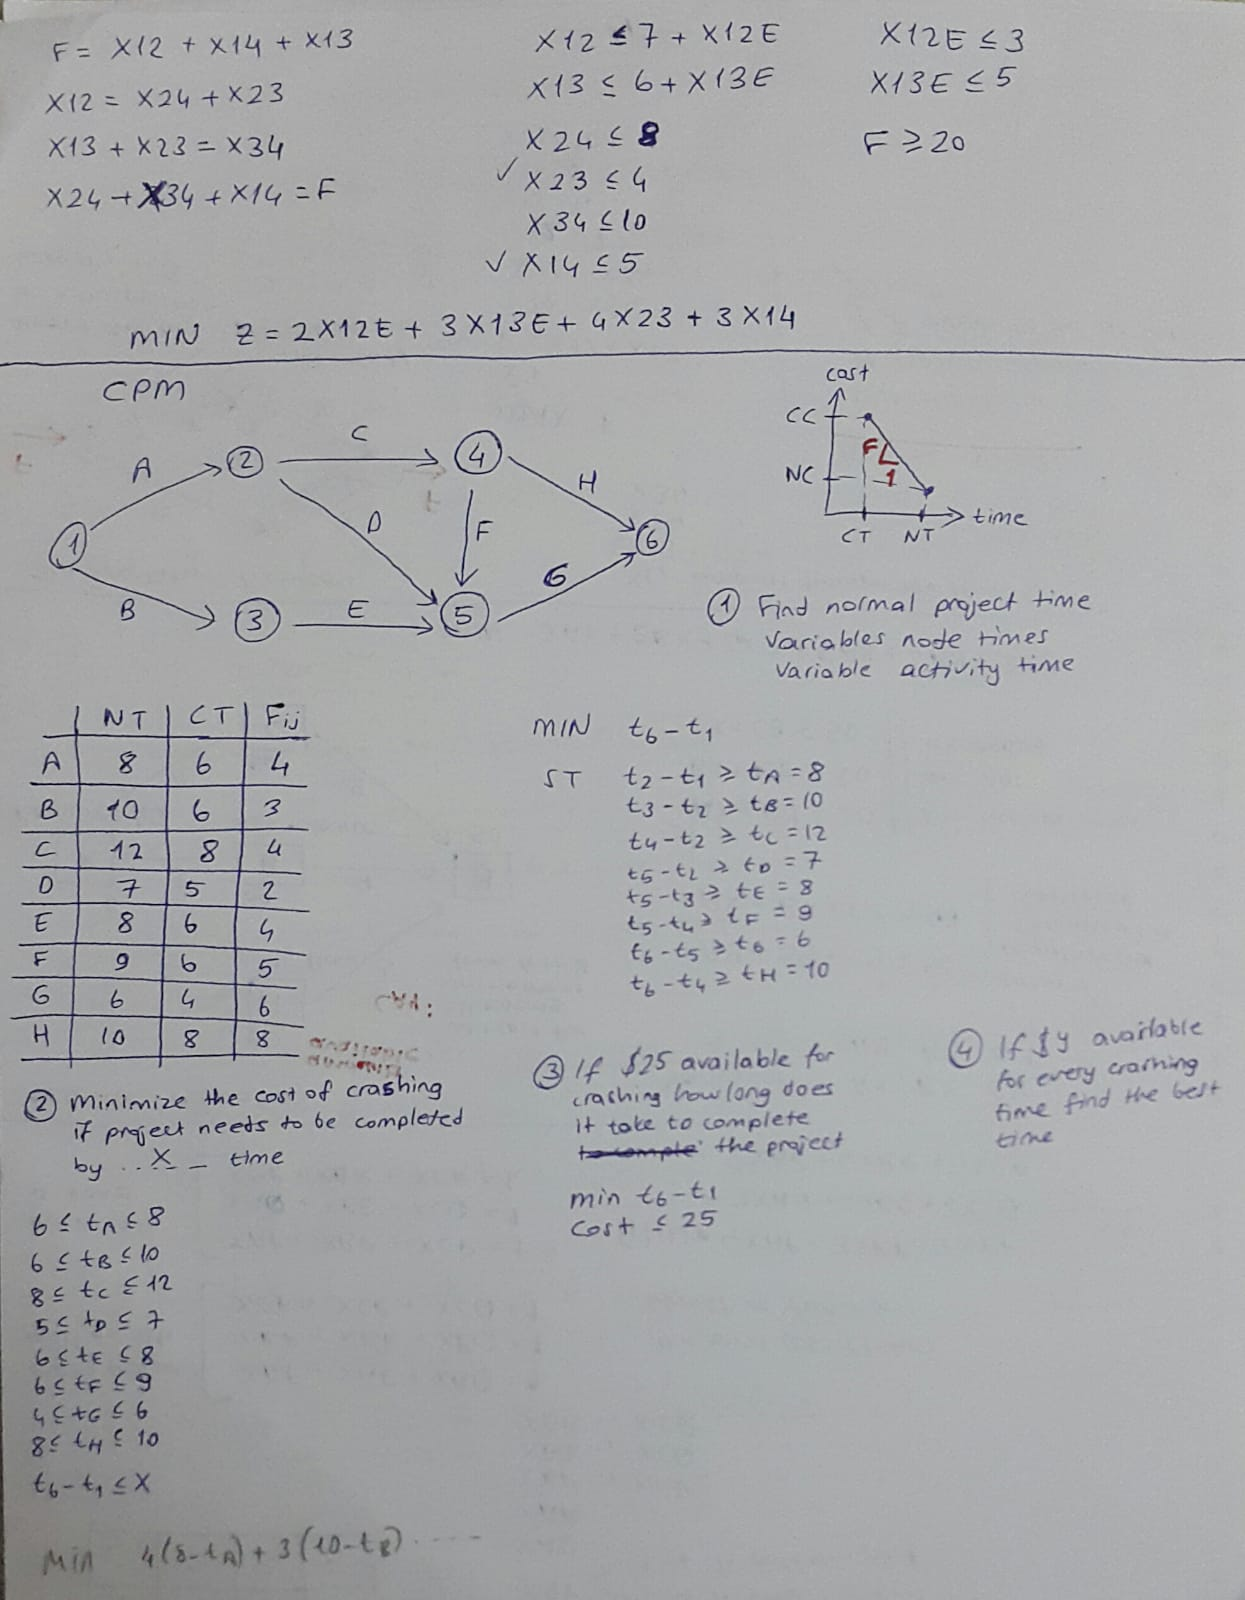 F = X12 + X14 + X13
X12 = X24 + X23
X13 + X23 = X34
X24 + X34 + X14 = F
X12 ≤ 7 + X12E
X13 ≤ 6 + X13E
X24 ≤ 8
✓ X23 ≤ 4
X34 ≤ 10
✓ X14 ≤ 5
X12E ≤ 3
X13E ≤ 5
F ≥ 20
MIN Z = 2X12E + 3X13E + 4X23 + 3X14
CPM
A
B
C
D
E
F
G
H
1
2
3
4
5
6
cost
CC
NC
F
1
CT NT
time
① Find normal project time
Variables node times
Variable activity time
NT CT Fij
A 8 6 4
B 10 6 3
C 12 8 4
D 7 5 2
E 8 6 4
F 9 6 5
G 6 4 6
H 10 8 8
MIN t6 - t1
ST t2 - t1 ≥ tA = 8
t3 - t2 ≥ tB = 10
t4 - t2 ≥ tC = 12
t5 - t2 ≥ tD = 7
t5 - t3 ≥ tE = 8
t5 - t4 ≥ tF = 9
t6 - t5 ≥ t6 = 6
t6 - t4 ≥ tH = 10
② Minimize the cost of crashing
if project needs to be completed
by ..X.. _ time
6 ≤ tA ≤ 8
6 ≤ tB ≤ 10
8 ≤ tC ≤ 12
5 ≤ tD ≤ 7
6 ≤ tE ≤ 8
6 ≤ tF ≤ 9
4 ≤ tG ≤ 6
8 ≤ tH ≤ 10
t6 - t1 ≤ X
Min 4(8-tA) + 3(10-tB) .....
③ If $25 available for
crashing how long does
it take to complete
to comple the project
min t6 - t1
cost ≤ 25
④ If $y available
for every crashing
time find the best
time